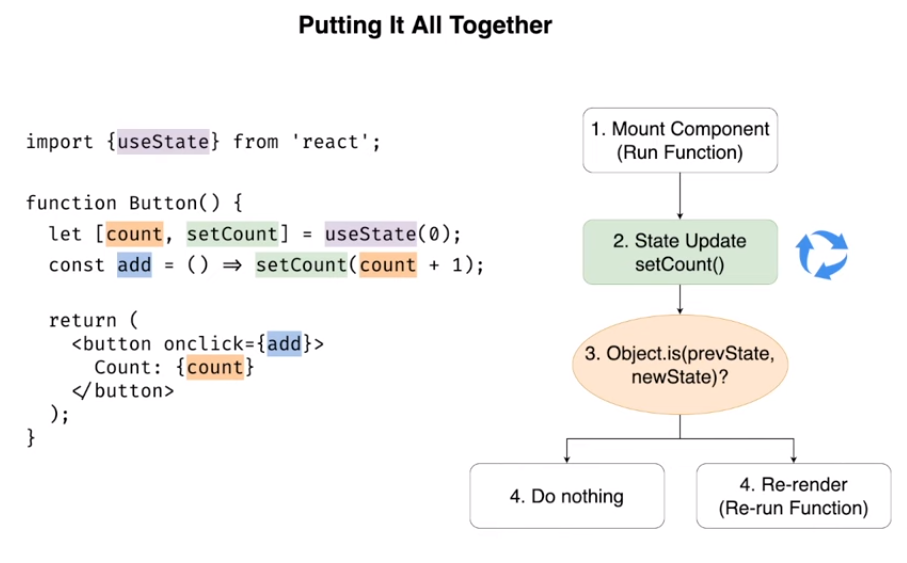 Putting It All Together
import {useState} from 'react';
function Button() {
let [count, setCount] = useState(0);
const add = () => setCount(count + 1);
return (
<button onclick={add}>
Count: {count}
</button>
);
}
1. Mount Component
(Run Function)
2. State Update
setCount()
3. Object.is(prevState,
newState)?
4. Do nothing
4. Re-render
(Re-run Function)